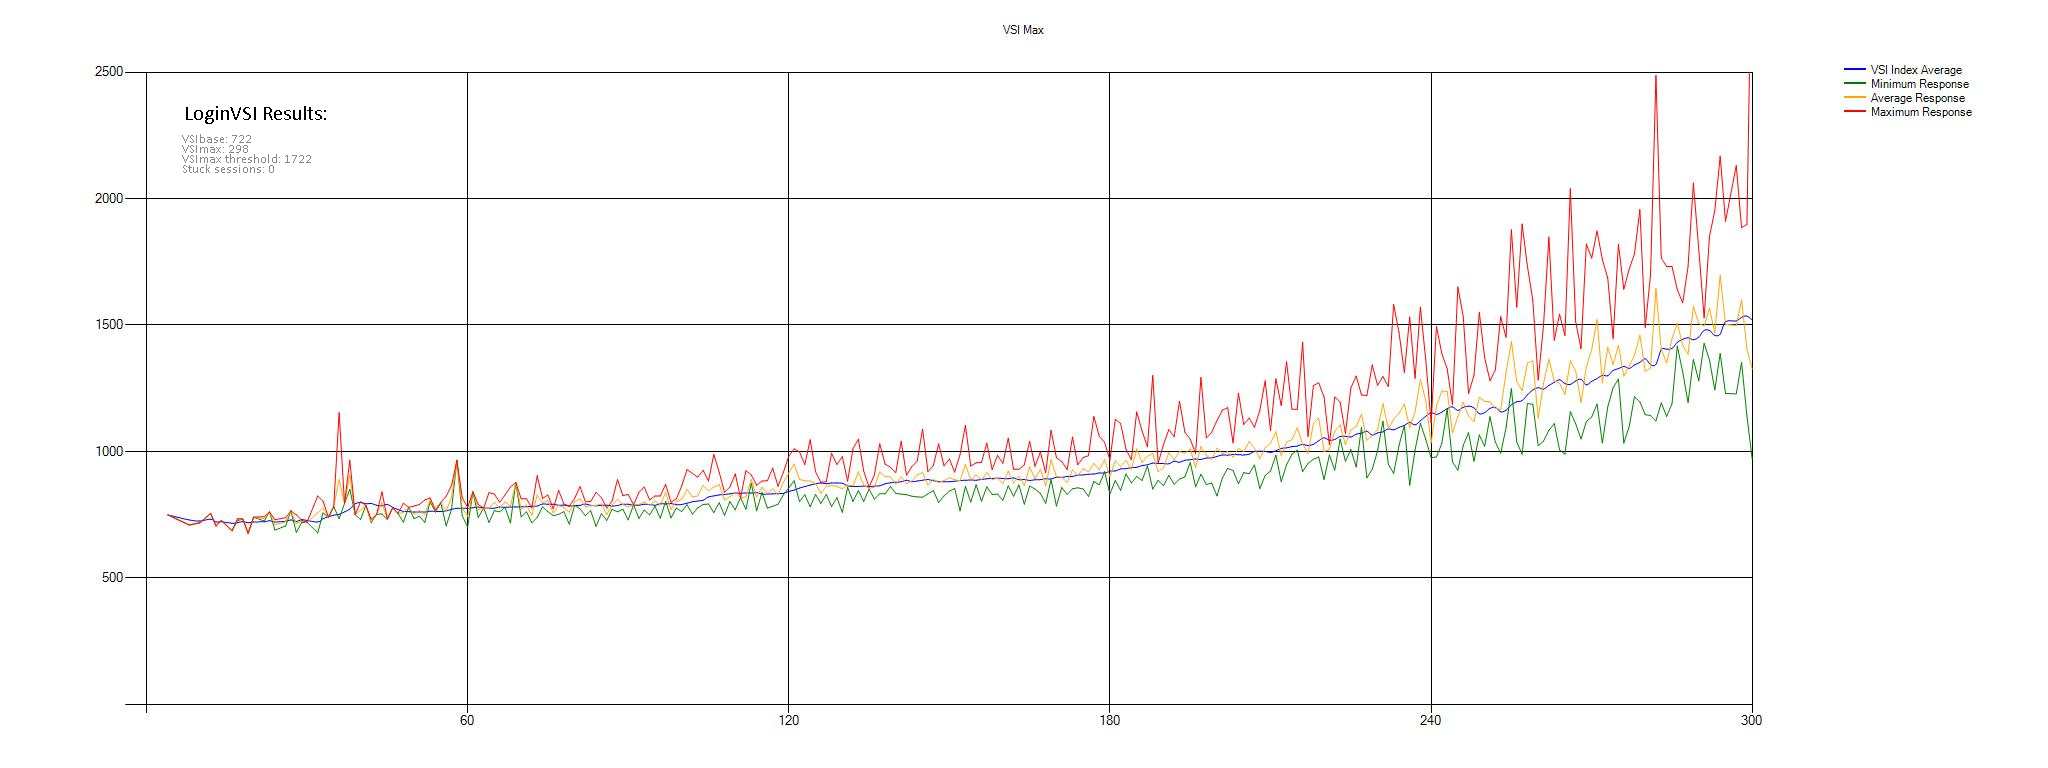 VSI Max
2500
2000
1500
1000
500
60
120
180
240
300
LoginVSI Results:
VSIbase: 722
VSImax: 298
VSImax threshold: 1722
Stuck sessions: 0
VSI Index Average
Minimum Response
Average Response
Maximum Response